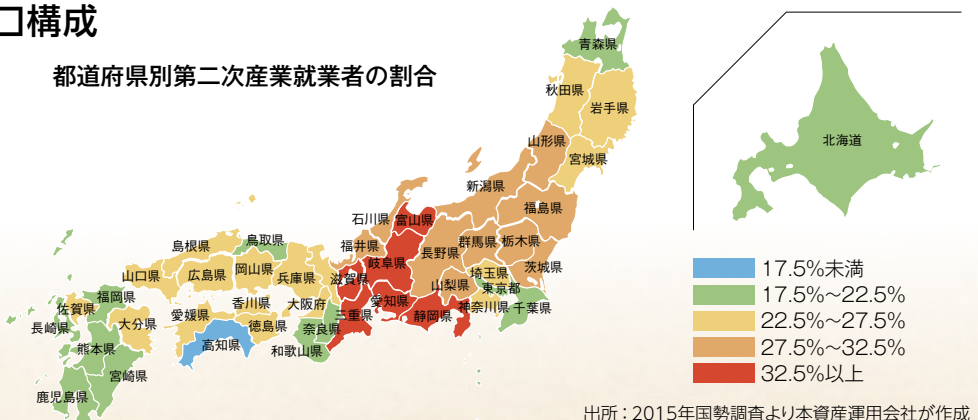 口構成
都道府県別第二次産業就業者の割合
青森県
秋田県
岩手県
山形県
宮城県
北海道
新潟県
福島県
石川県
富山県
群馬県
栃木県
島根県
鳥取県
福井県
長野県
岐阜県
茨城県
山口県
広島県
岡山県
兵庫県
滋賀県
埼玉県
山梨県
東京都
福岡県
佐賀県
香川県
大阪府
愛知県
神奈川県
千葉県
長崎県
大分県
愛媛県
徳島県
奈良県
三重県
静岡県
熊本県
高知県
和歌山県
宮崎県
鹿児島県
17.5%未満
17.5%~22.5%
22.5%~27.5%
27.5%~32.5%
32.5%以上
出所:2015年国勢調査より本資産運用会社が作成